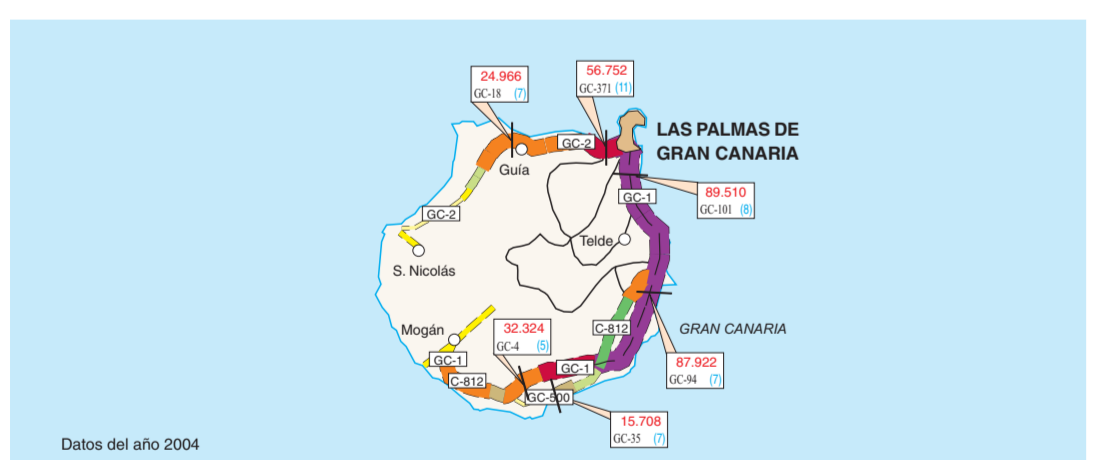 24.966
GC-18 (7)
56.752
GC-371 (11)
LAS PALMAS DE
GRAN CANARIA
GC-2
Guía
89.510
GC-101 (8)
GC-1
GC-2
Telde
S. Nicolás
Mogán
32.324
GC-4 (5)
C-812
GRAN CANARIA
GC-1
GC-1
C-812
87.922
GC-94 (7)
GC-500
15.708
GC-35 (7)
Datos del año 2004